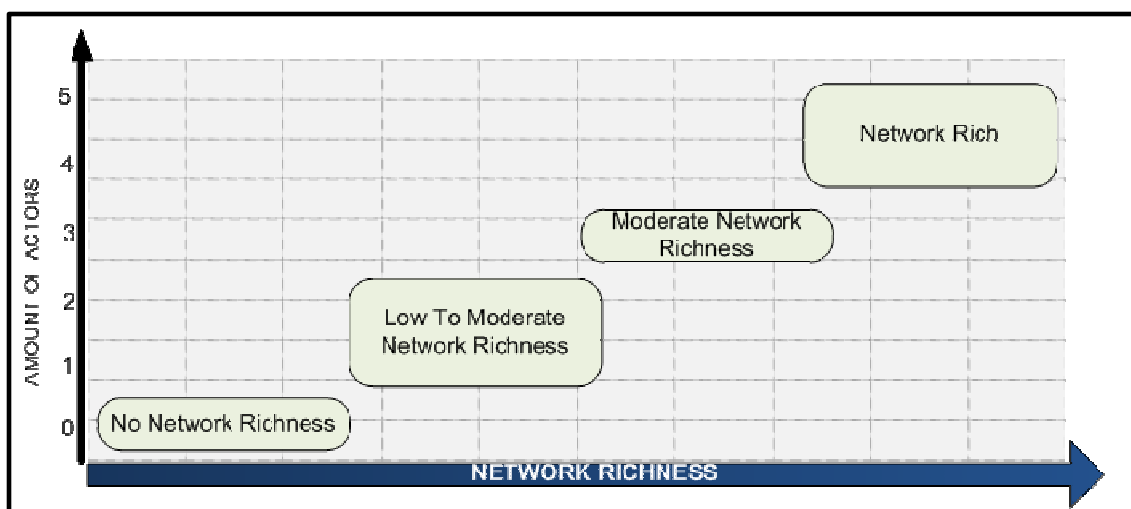 5
Network Rich
4
AMOUNT OF ACTORS
3
Moderate Network
Richness
2
Low To Moderate
Network Richness
1
0
No Network Richness
NETWORK RICHNESS